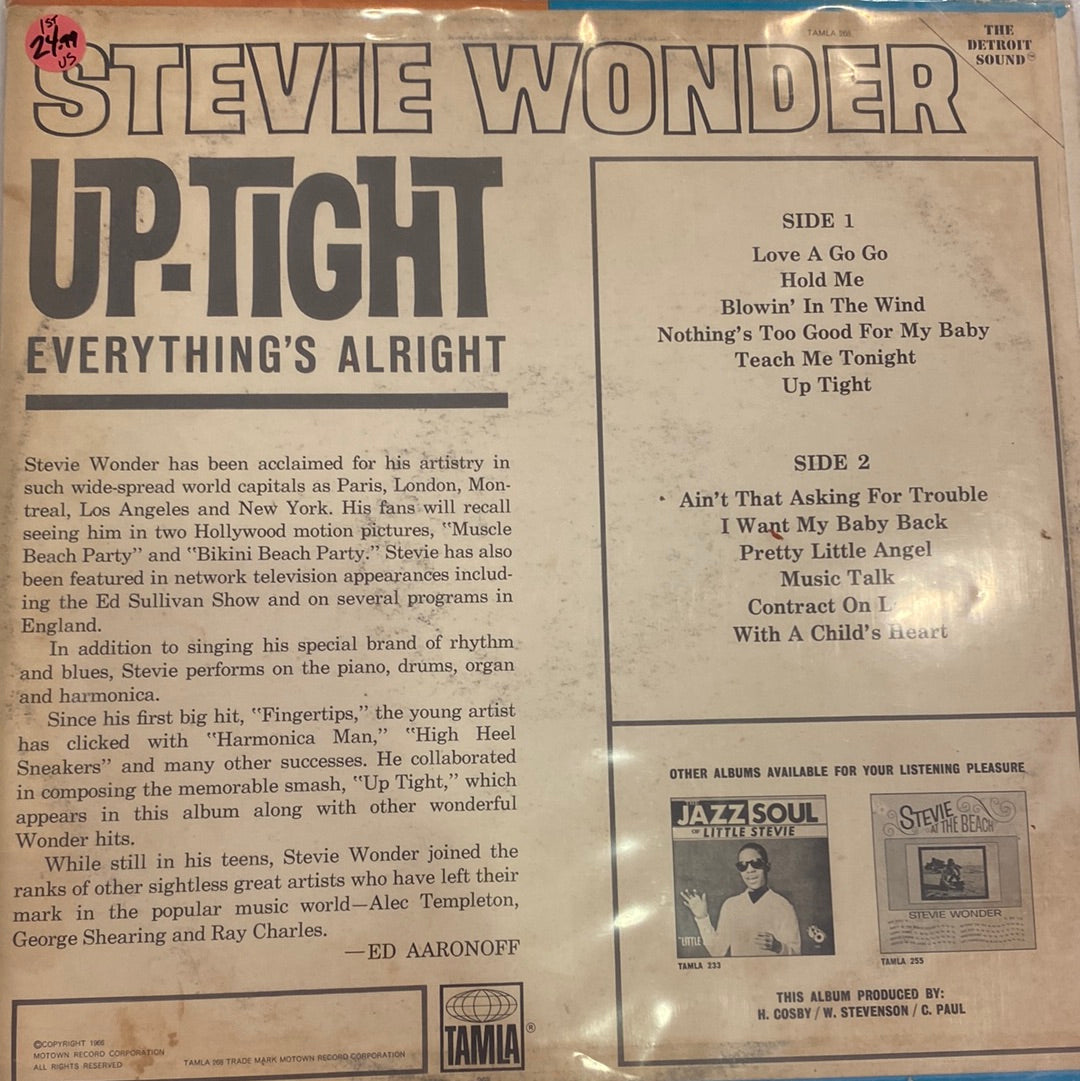 1ST
24.99
US
TAMLA 268
THE
DETROIT
SOUND
STEVIE WONDER
UP-TIGHT
EVERYTHING'S ALRIGHT
Stevie Wonder has been acclaimed for his artistry in
such wide-spread world capitals as Paris, London, Mon-
treal, Los Angeles and New York. His fans will recall
seeing him in two Hollywood motion pictures, "Muscle
Beach Party" and "Bikini Beach Party." Stevie has also
been featured in network television appearances includ-
ing the Ed Sullivan Show and on several programs in
England.
In addition to singing his special brand of rhythm
and blues, Stevie performs on the piano, drums, organ
and harmonica.
Since his first big hit, "Fingertips," the young artist
has clicked with "Harmonica Man," "High Heel
Sneakers" and many other successes. He collaborated
in composing the memorable smash, "Up Tight," which
appears in this album along with other wonderful
Wonder hits.
While still in his teens, Stevie Wonder joined the
ranks of other sightless great artists who have left their
mark in the popular music world—Alec Templeton,
George Shearing and Ray Charles.
—ED AARONOFF
SIDE 1
Love A Go Go
Hold Me
Blowin' In The Wind
Nothing's Too Good For My Baby
Teach Me Tonight
Up Tight
SIDE 2
Ain't That Asking For Trouble
I Want My Baby Back
Pretty Little Angel
Music Talk
Contract On
With A Child's Heart
OTHER ALBUMS AVAILABLE FOR YOUR LISTENING PLEASURE
THE JAZZ SOUL
OF LITTLE STEVIE
TAMLA 233
STEVIE
AT THE BEACH
STEVIE WONDER
TAMLA 255
THIS ALBUM PRODUCED BY:
H. COSBY / W. STEVENSON / C. PAUL
©COPYRIGHT 1966
MOTOWN RECORD CORPORATION
ALL RIGHTS RESERVED
TAMLA 268 TRADE MARK MOTOWN RECORD CORPORATION
TAMLA ®
268